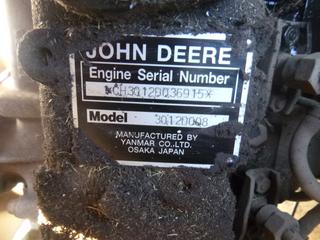 JOHN DEERE
Engine Serial Number
*CH3012D036915*
Model 3012D008
MANUFACTURED BY
YANMAR CO.,LTD.
OSAKA JAPAN